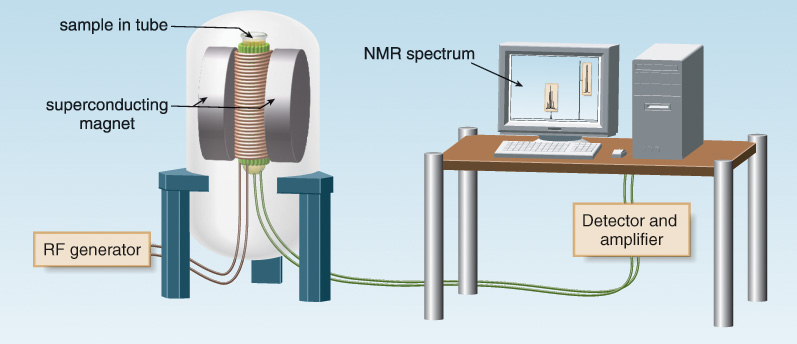 sample in tube
superconducting
magnet
RF generator
NMR spectrum
Detector and
amplifier